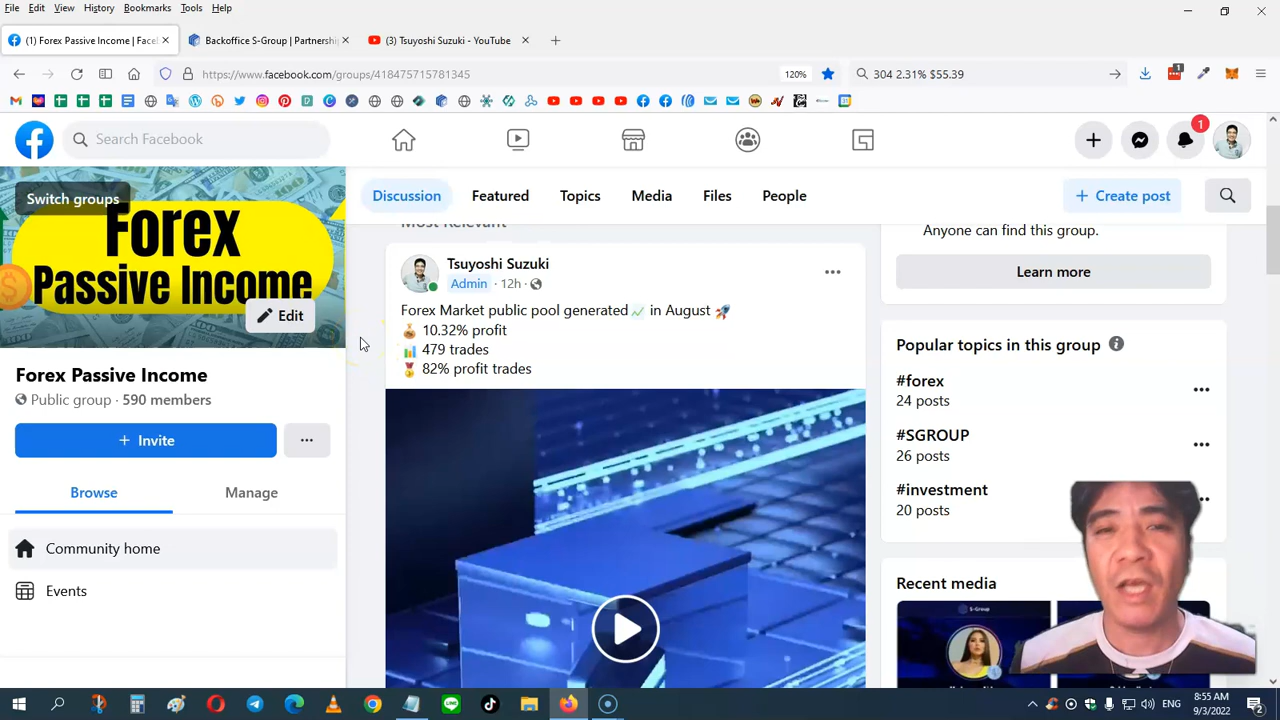 File Edit View History Bookmarks Tools Help
(1) Forex Passive Income | Face
Backoffice S-Group | Partnership
(3) Tsuyoshi Suzuki - YouTube
https://www.facebook.com/groups/418475715781345
120%
304 2.31% $55.39
1
Search Facebook
1
Switch groups
Forex
Passive Income
Edit
Forex Passive Income
Public group · 590 members
+ Invite
Browse
Manage
Community home
Events
Discussion
Featured
Topics
Media
Files
People
+ Create post
Most Relevant
Tsuyoshi Suzuki
Admin · 12h ·
Forex Market public pool generated in August
10.32% profit
479 trades
82% profit trades
Anyone can find this group.
Learn more
Popular topics in this group
#forex
24 posts
#SGROUP
26 posts
#investment
20 posts
Recent media
S-Group
ENG
8:55 AM
9/3/2022
2